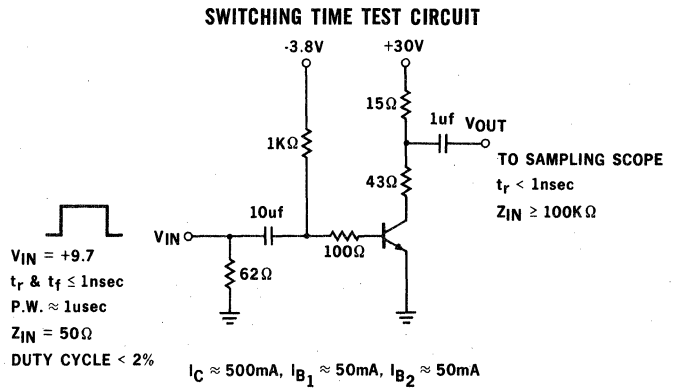 SWITCHING TIME TEST CIRCUIT
-3.8V
+30V
15Ω
1uf
VOUT
1KΩ
TO SAMPLING SCOPE
tr < 1nsec
ZIN ≥ 100KΩ
43Ω
10uf
VIN
100Ω
62Ω
VIN = +9.7
tr & tf ≤ 1nsec
P.W. ≈ 1usec
ZIN = 50Ω
DUTY CYCLE < 2%
IC ≈ 500mA, IB1 ≈ 50mA, IB2 ≈ 50mA